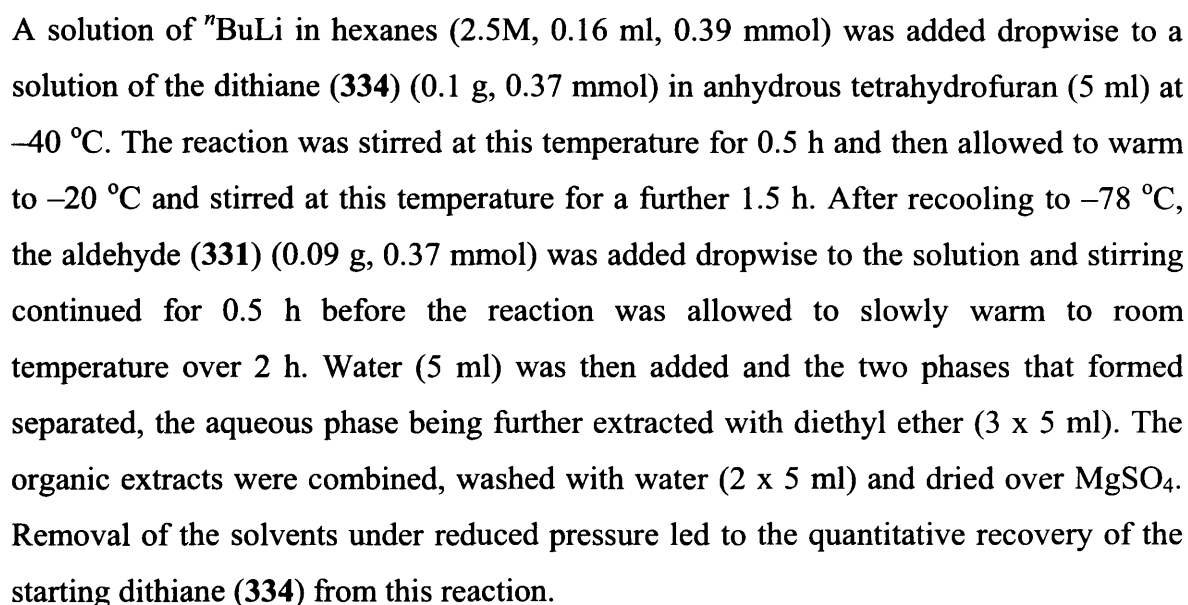 A solution of ⁿBuLi in hexanes (2.5M, 0.16 ml, 0.39 mmol) was added dropwise to a
solution of the dithiane (334) (0.1 g, 0.37 mmol) in anhydrous tetrahydrofuran (5 ml) at
–40 °C. The reaction was stirred at this temperature for 0.5 h and then allowed to warm
to –20 °C and stirred at this temperature for a further 1.5 h. After recooling to –78 °C,
the aldehyde (331) (0.09 g, 0.37 mmol) was added dropwise to the solution and stirring
continued for 0.5 h before the reaction was allowed to slowly warm to room
temperature over 2 h. Water (5 ml) was then added and the two phases that formed
separated, the aqueous phase being further extracted with diethyl ether (3 x 5 ml). The
organic extracts were combined, washed with water (2 x 5 ml) and dried over MgSO₄.
Removal of the solvents under reduced pressure led to the quantitative recovery of the
starting dithiane (334) from this reaction.